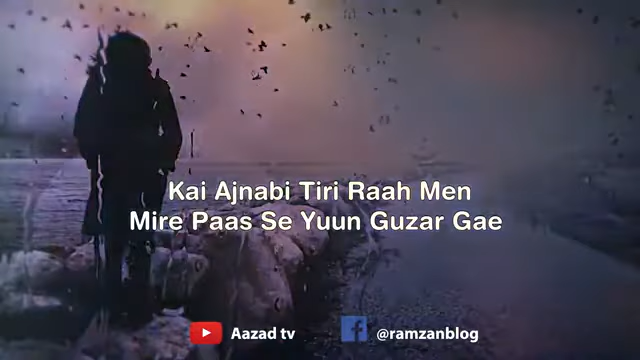 Kai Ajnabi Tiri Raah Men
Mire Paas Se Yuun Guzar Gae
Aazad tv @ramzanblog